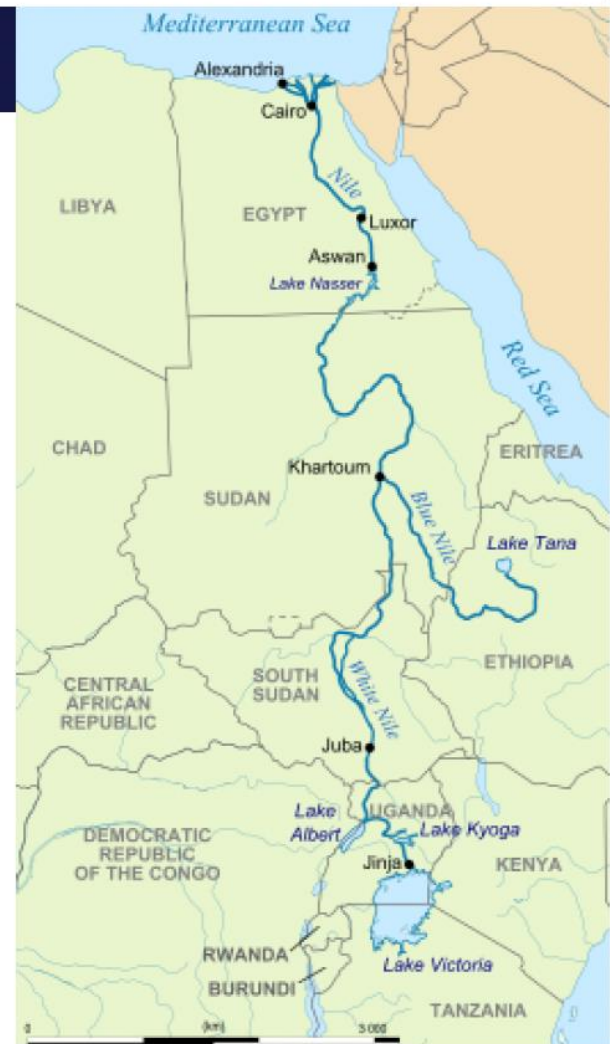 Mediterranean Sea
Alexandria
Cairo
Nile
LIBYA
EGYPT
Luxor
Aswan
Lake Nasser
Red Sea
CHAD
ERITREA
Khartoum
SUDAN
Blue Nile
Lake Tana
ETHIOPIA
CENTRAL
AFRICAN
REPUBLIC
SOUTH
SUDAN
White Nile
Juba
Lake
Albert
UGANDA
Lake Kyoga
DEMOCRATIC
REPUBLIC
OF THE CONGO
Jinja
KENYA
RWANDA
Lake Victoria
BURUNDI
TANZANIA
0 (km) 3 000